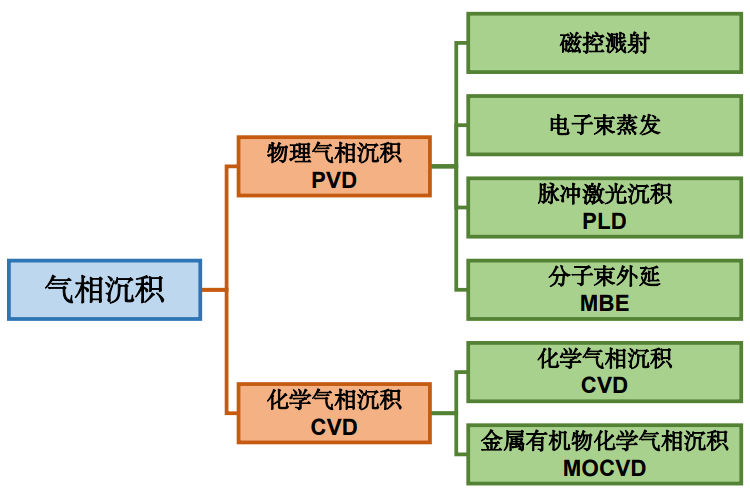 气相沉积
物理气相沉积
PVD
磁控溅射
电子束蒸发
脉冲激光沉积
PLD
分子束外延
MBE
化学气相沉积
CVD
化学气相沉积
CVD
金属有机物化学气相沉积
MOCVD